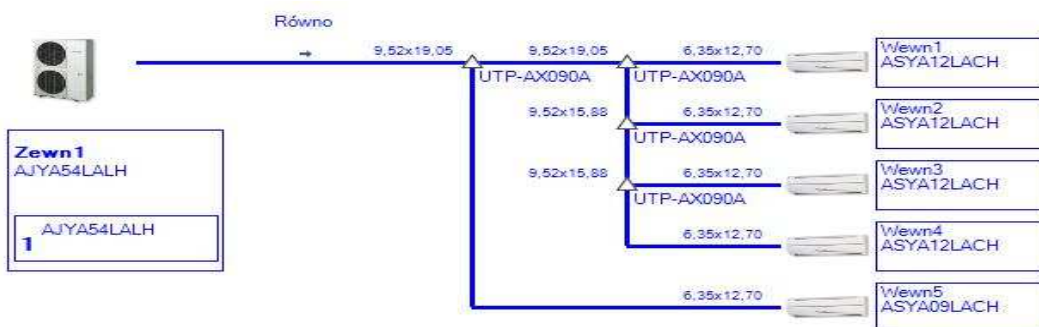 Równo
9,52x19,05
9,52x19,05
6,35x12,70
Wewn1
ASYA12LACH
UTP-AX090A
UTP-AX090A
9,52x15,88
6,35x12,70
Wewn2
ASYA12LACH
UTP-AX090A
Zewn1
AJYA54LALH
9,52x15,88
6,35x12,70
Wewn3
ASYA12LACH
UTP-AX090A
1 AJYA54LALH
6,35x12,70
Wewn4
ASYA12LACH
6,35x12,70
Wewn5
ASYA09LACH